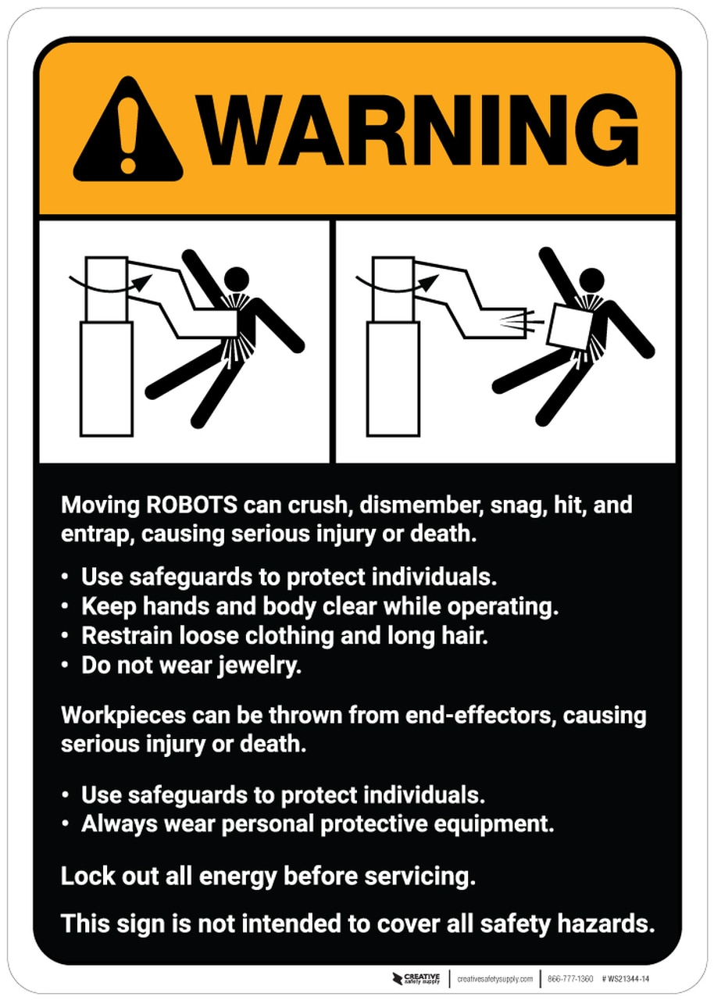 WARNING
Moving ROBOTS can crush, dismember, snag, hit, and
entrap, causing serious injury or death.
• Use safeguards to protect individuals.
• Keep hands and body clear while operating.
• Restrain loose clothing and long hair.
• Do not wear jewelry.
Workpieces can be thrown from end-effectors, causing
serious injury or death.
• Use safeguards to protect individuals.
• Always wear personal protective equipment.
Lock out all energy before servicing.
This sign is not intended to cover all safety hazards.
CREATIVE
safety supply
creativesafetysupply.com | 866-777-1360 | # WS21344-14